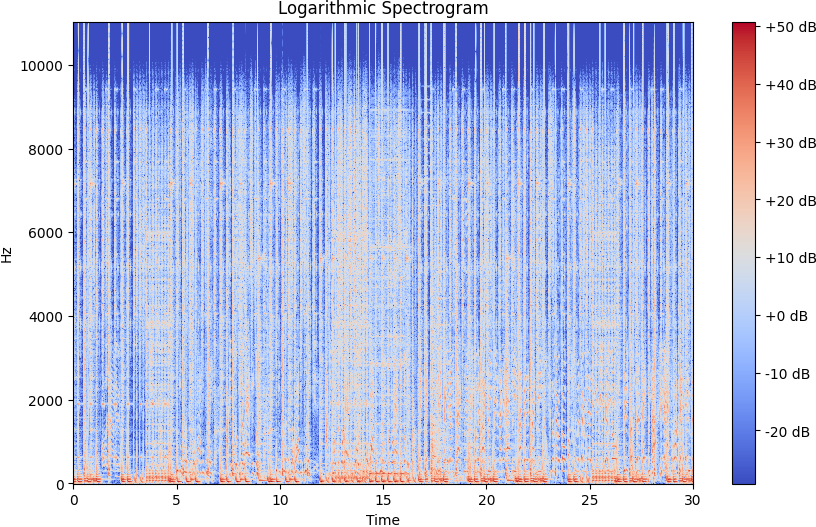 Logarithmic Spectrogram
Hz
10000
8000
6000
4000
2000
0
0 5 10 15 20 25 30
Time
+50 dB
+40 dB
+30 dB
+20 dB
+10 dB
+0 dB
-10 dB
-20 dB